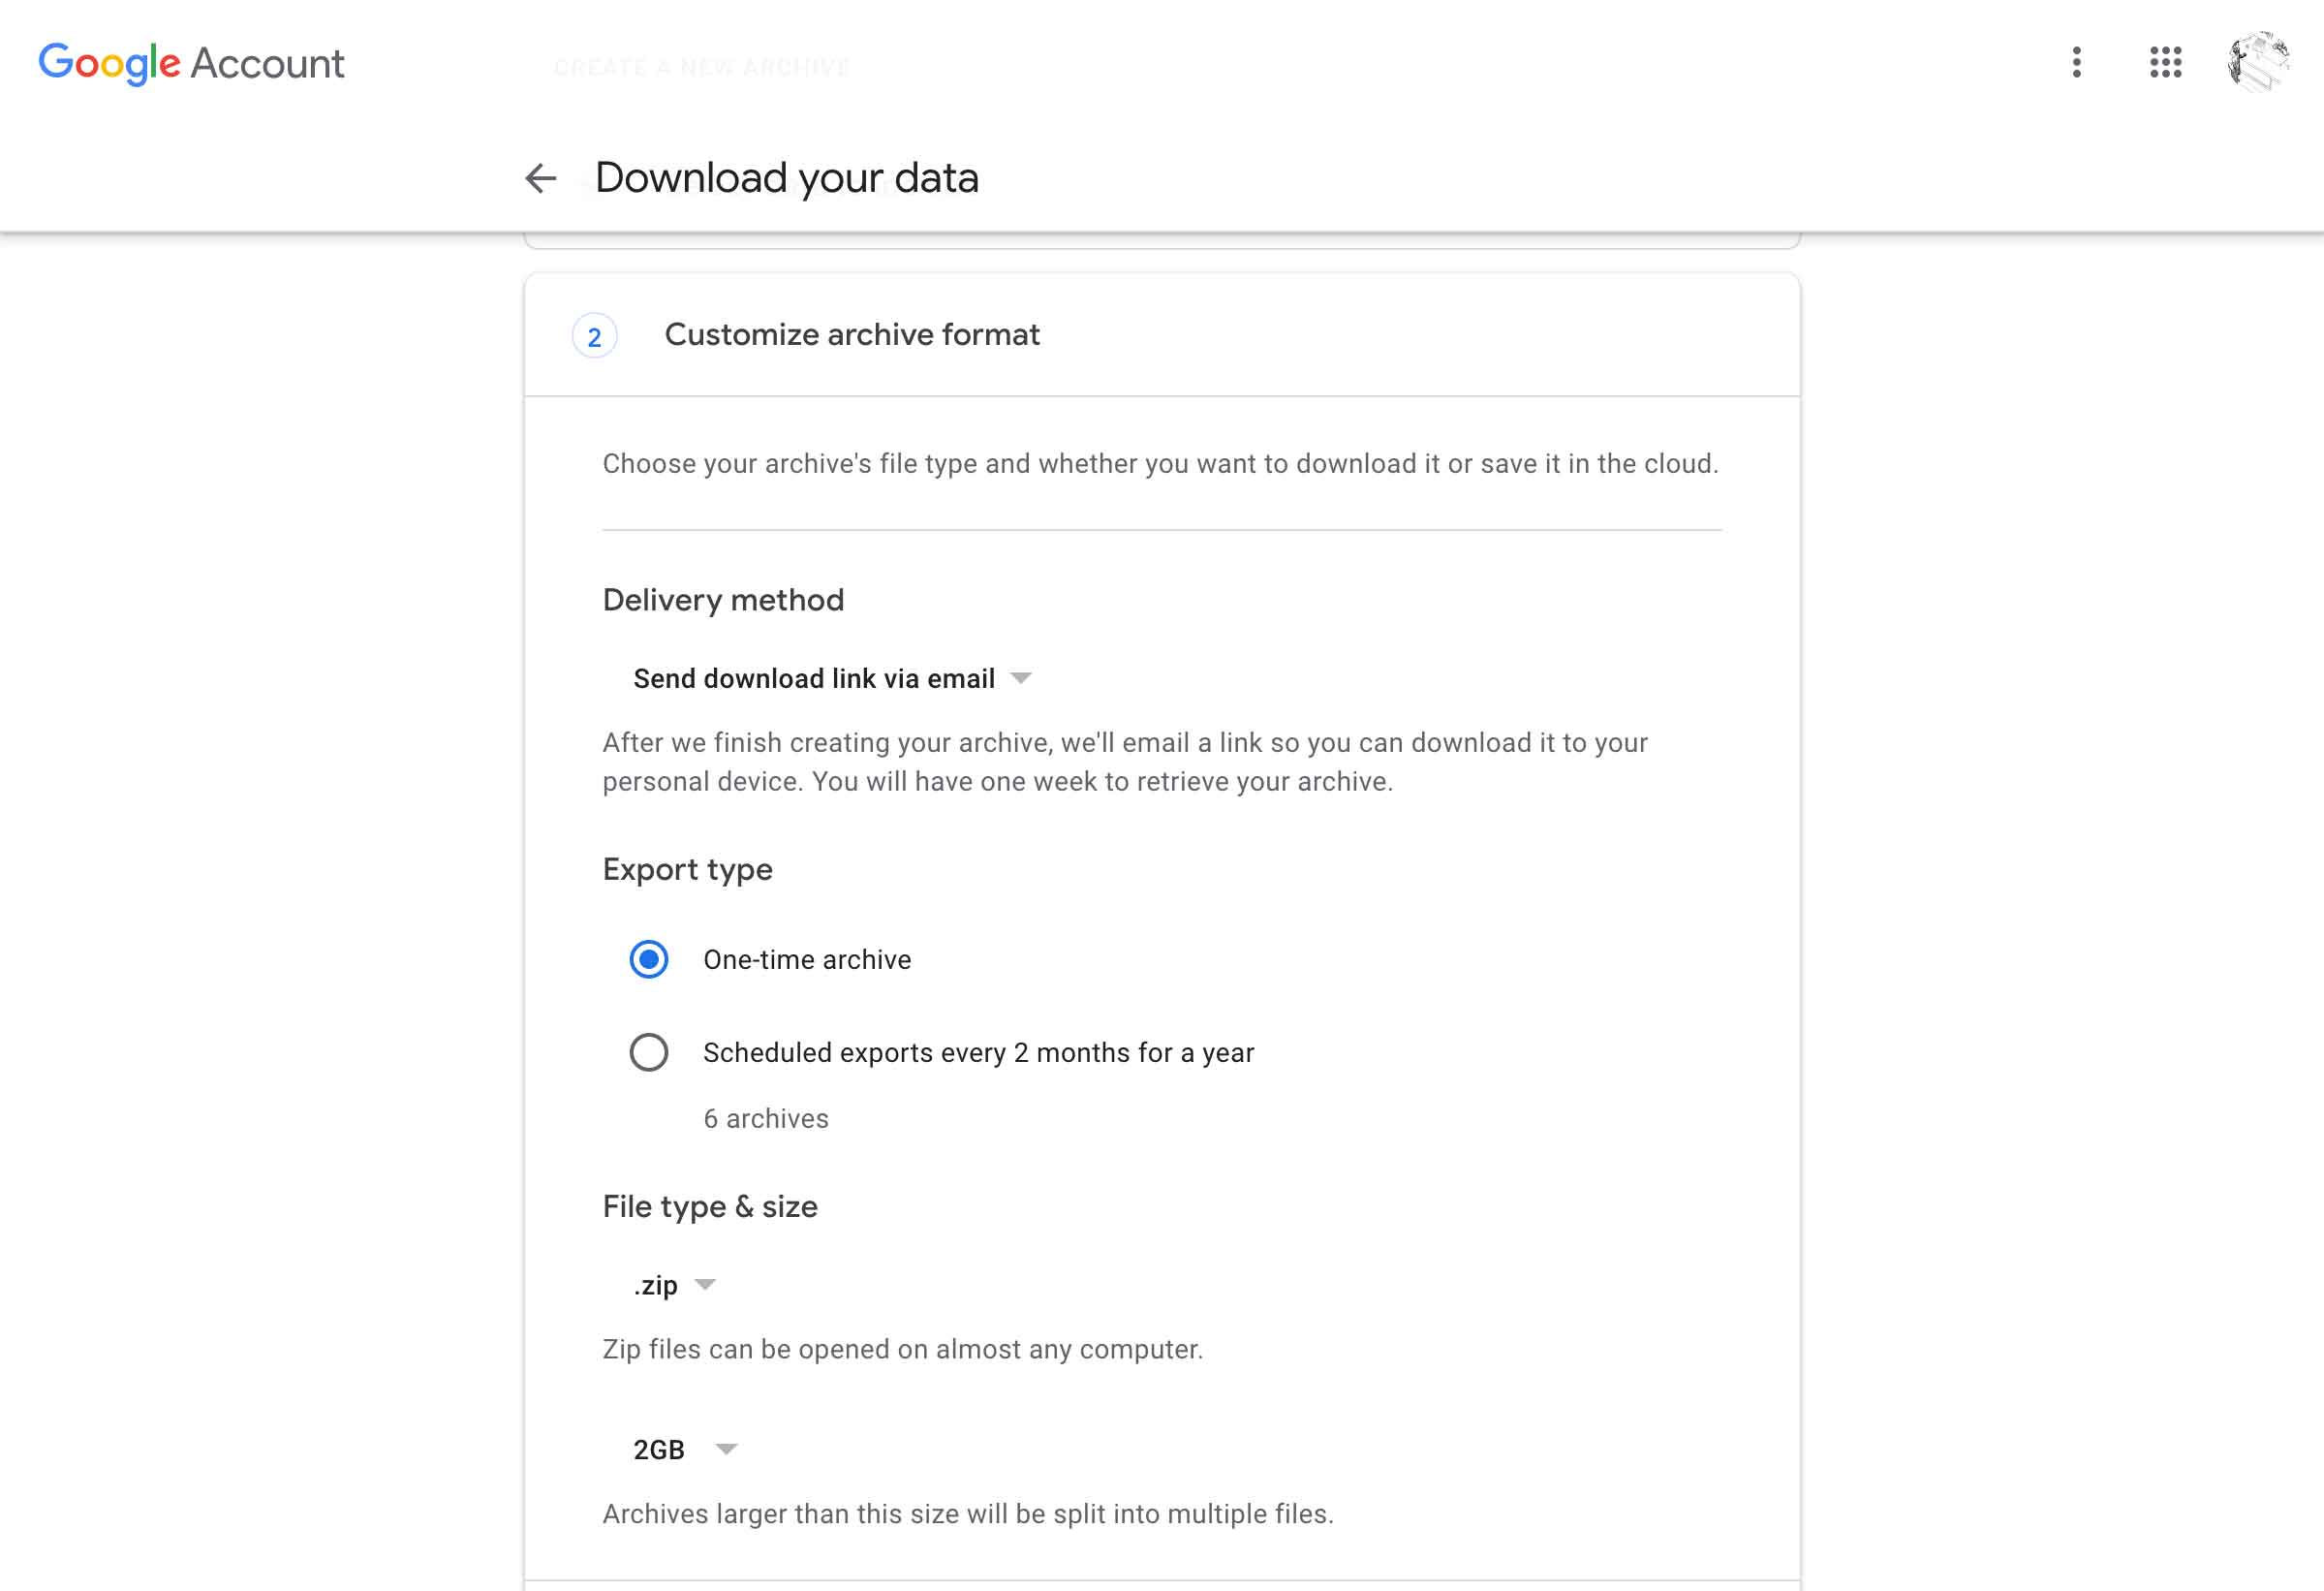 Google Account
CREATE A NEW ARCHIVE
Download your data
2 Customize archive format
Choose your archive's file type and whether you want to download it or save it in the cloud.
Delivery method
Send download link via email
After we finish creating your archive, we'll email a link so you can download it to your
personal device. You will have one week to retrieve your archive.
Export type
One-time archive
Scheduled exports every 2 months for a year
6 archives
File type & size
.zip
Zip files can be opened on almost any computer.
2GB
Archives larger than this size will be split into multiple files.